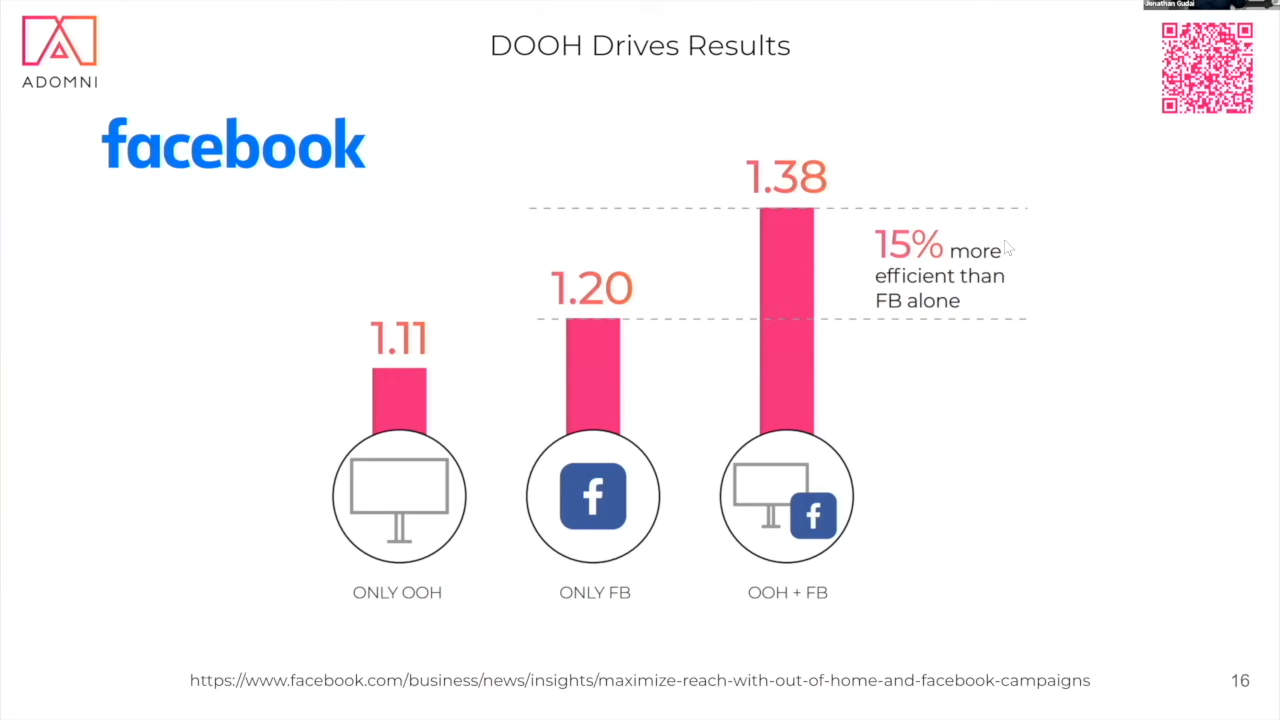 Jonathan Gudai
ADOMNI
DOOH Drives Results
facebook
1.11
1.20
1.38
15% more
efficient than
FB alone
f
f
ONLY OOH
ONLY FB
OOH + FB
https://www.facebook.com/business/news/insights/maximize-reach-with-out-of-home-and-facebook-campaigns
16